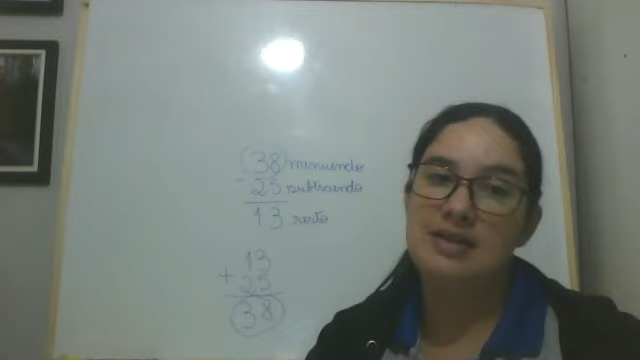 38 minuendo
- 25 subtraendo
13 resto
13
+ 25
38